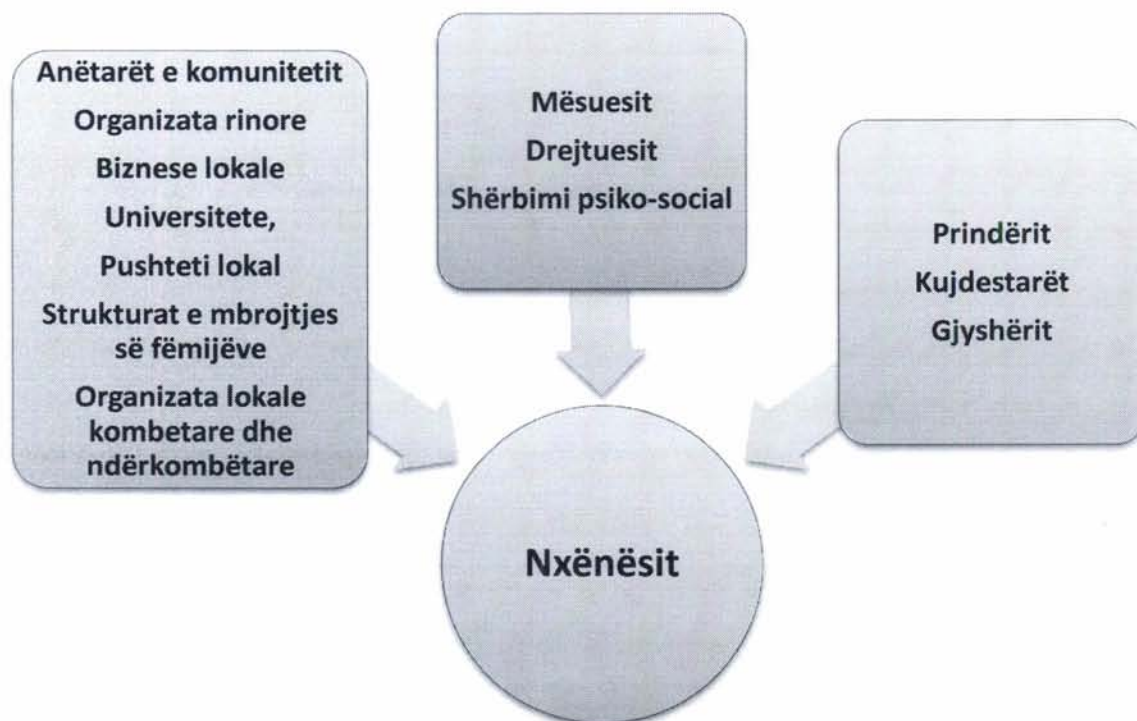 Anëtarët e komunitetit
Organizata rinore
Biznese lokale
Universitete,
Pushteti lokal
Strukturat e mbrojtjes
së fëmijëve
Organizata lokale
kombetare dhe
ndërkombëtare
Mësuesit
Drejtuesit
Shërbimi psiko-social
Prindërit
Kujdestarët
Gjyshërit
Nxënësit